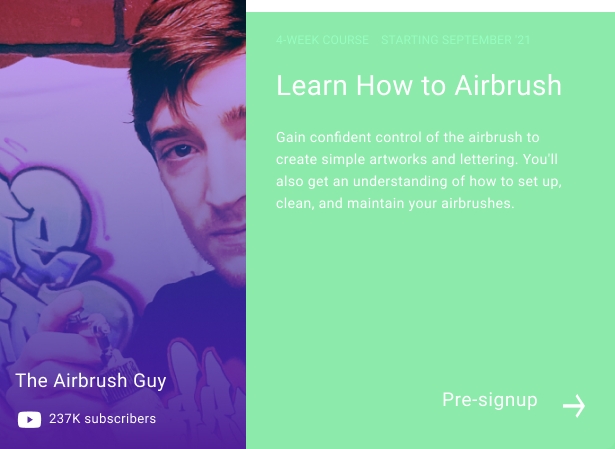 4-WEEK COURSE STARTING SEPTEMBER '21
Learn How to Airbrush
Gain confident control of the airbrush to
create simple artworks and lettering. You'll
also get an understanding of how to set up,
clean, and maintain your airbrushes.
The Airbrush Guy
237K subscribers
Pre-signup